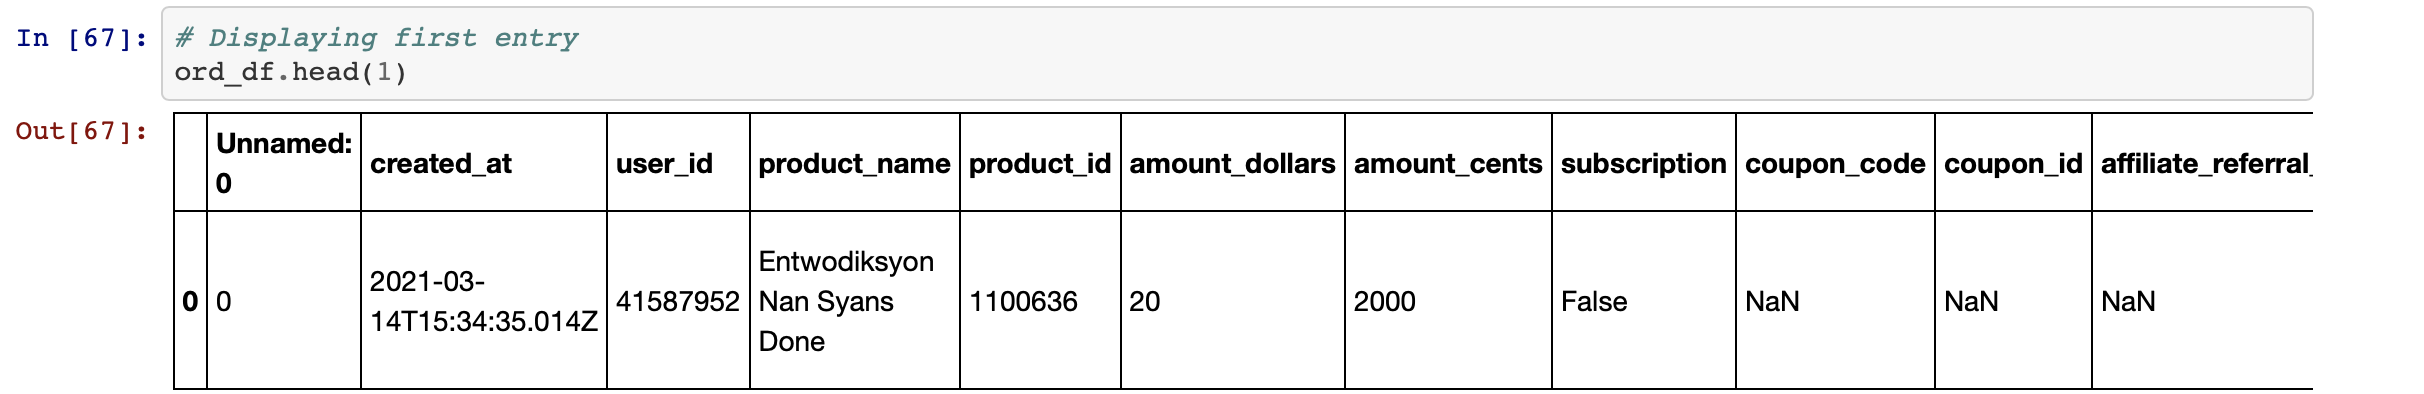 In [67]:
# Displaying first entry
ord_df.head(1)
Out[67]:
Unnamed: 0 created_at user_id product_name product_id amount_dollars amount_cents subscription coupon_code coupon_id affiliate_referral_
0 0 2021-03-14T15:34:35.014Z 41587952 Entwodiksyon Nan Syans Done 1100636 20 2000 False NaN NaN NaN